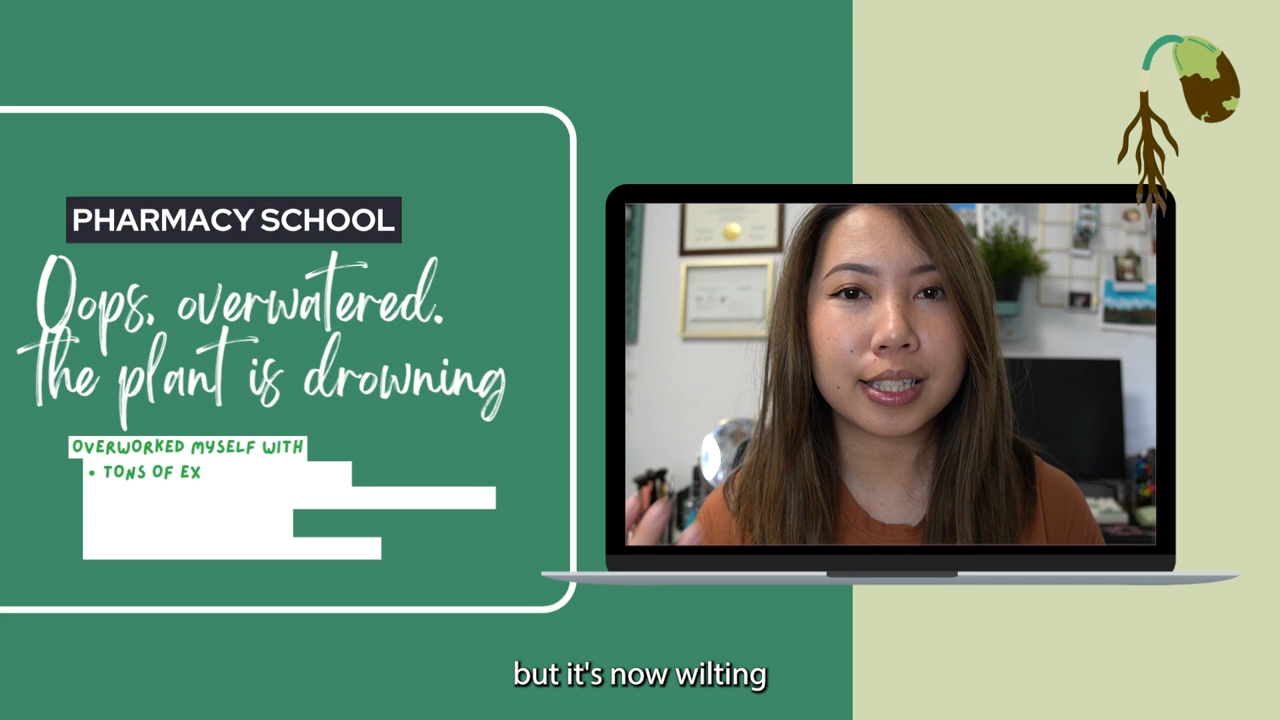 PHARMACY SCHOOL
Oops, overwatered.
the plant is drowning
OVERWORKED MYSELF WITH
• TONS OF EX
but it's now wilting